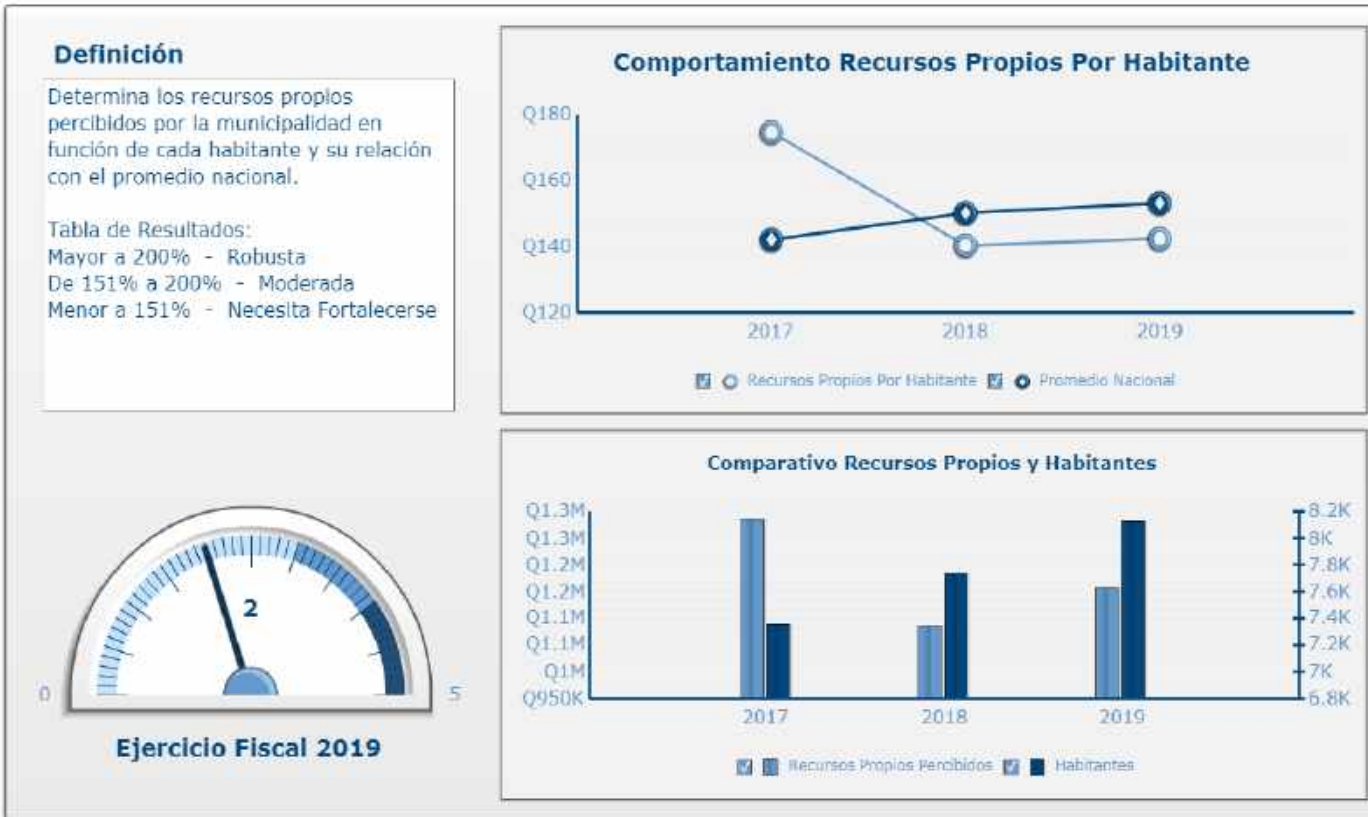 Definición
Determina los recursos propios
percibidos por la municipalidad en
función de cada habitante y su relación
con el promedio nacional.
Tabla de Resultados:
Mayor a 200% - Robusta
De 151% a 200% - Moderada
Menor a 151% - Necesita Fortalecerse
Comportamiento Recursos Propios Por Habitante
Q180
Q160
Q140
Q120
2017 2018 2019
Recursos Propios Por Habitante Promedio Nacional
2
0 5
Ejercicio Fiscal 2019
Comparativo Recursos Propios y Habitantes
Q1.3M 8.2K
Q1.3M 8K
Q1.2M 7.8K
Q1.2M 7.6K
Q1.1M 7.4K
Q1.1M 7.2K
Q1M 7K
Q950K 6.8K
2017 2018 2019
Recursos Propios Percibidos Habitantes